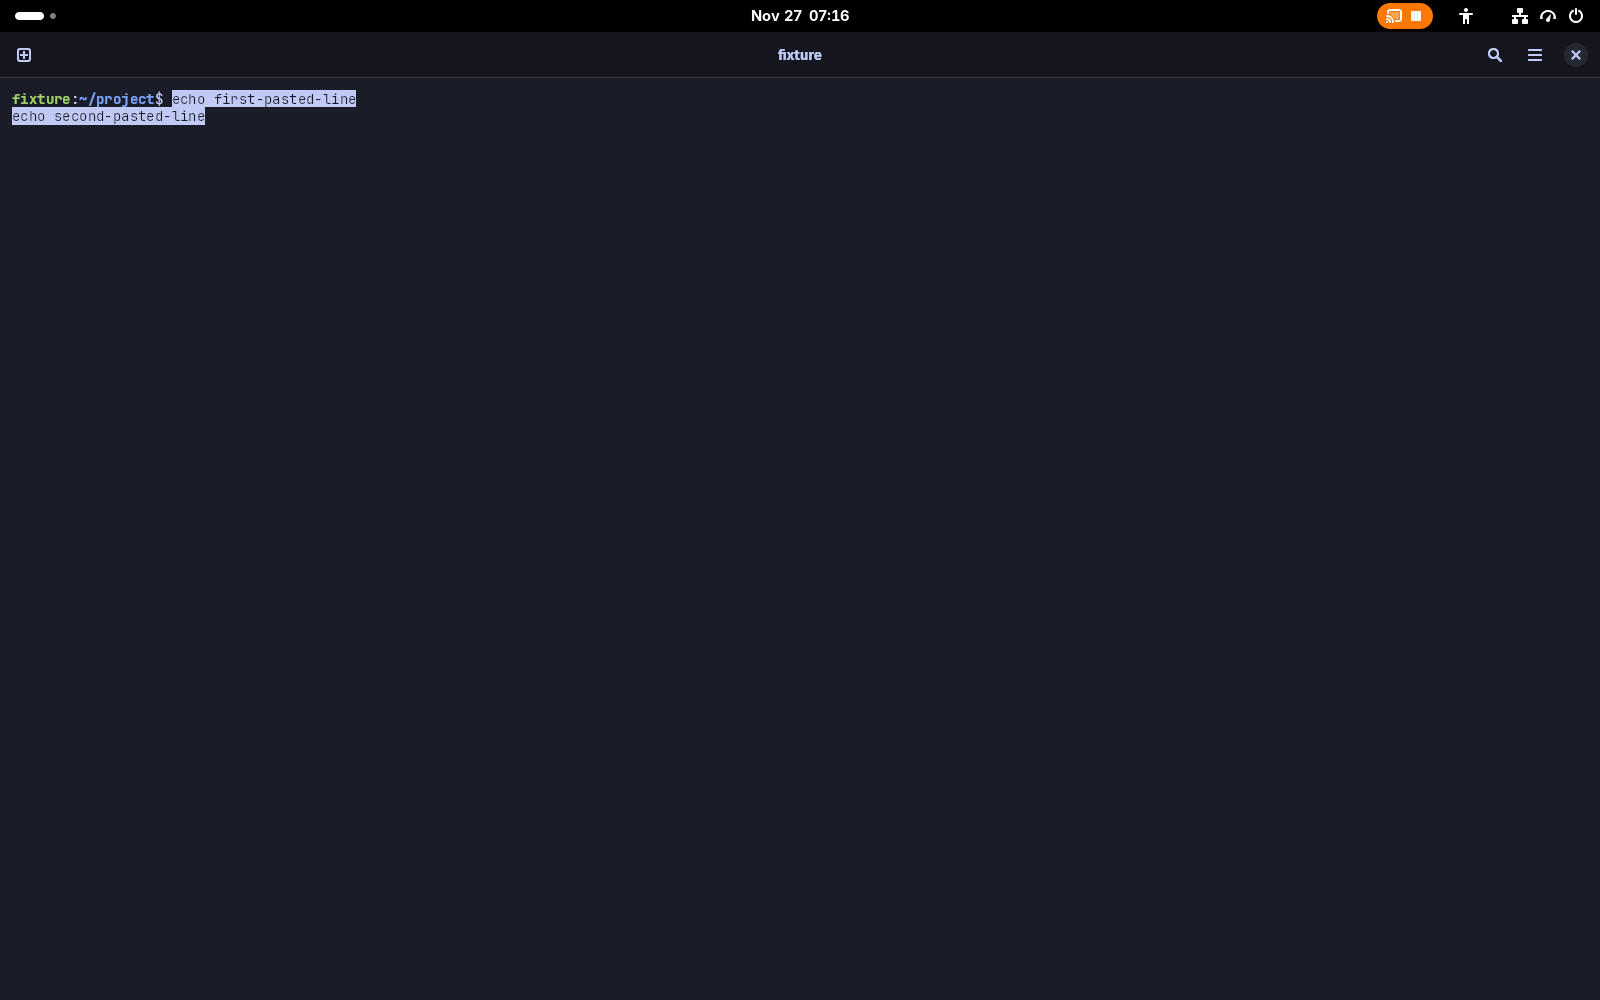 Nov 27 07:16
fixture
fixture:~/project$ echo first-pasted-line
echo second-pasted-line